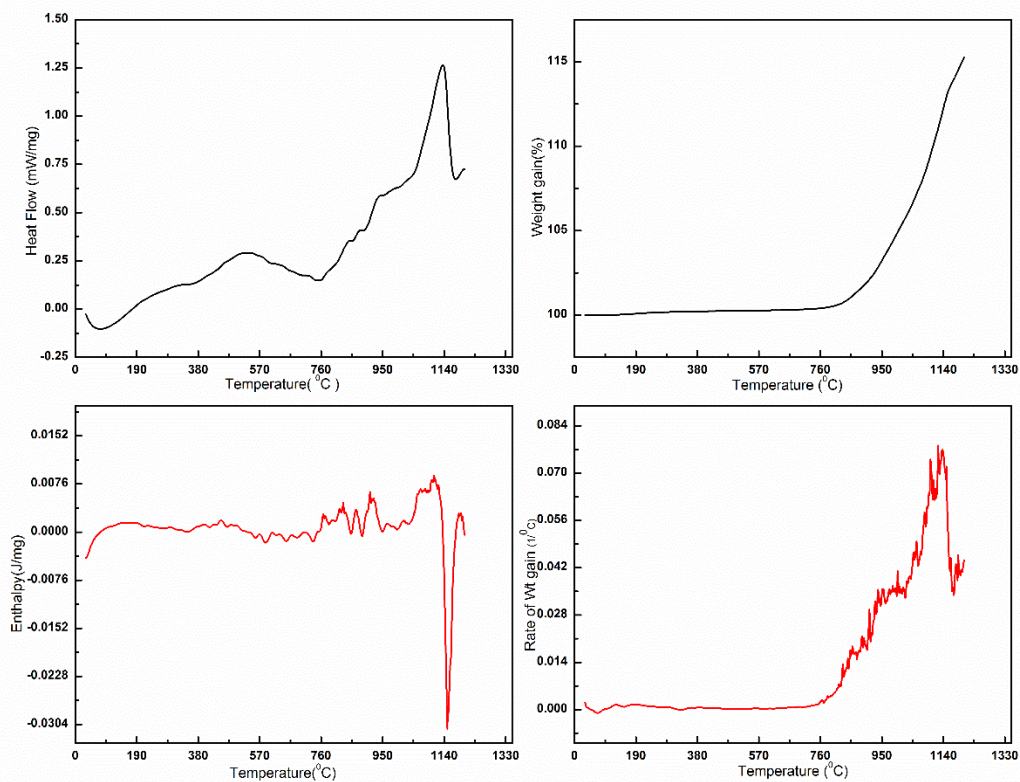 1.50
1.25
1.00
0.75
0.50
0.25
0.00
-0.25
Heat Flow (mW/mg)
0 190 380 570 760 950 1140 1330
Temperature( ⁰C )
115
110
105
100
Weight gain(%)
0 190 380 570 760 950 1140 1330
Temperature (⁰C)
0.0152
0.0076
0.0000
-0.0076
-0.0152
-0.0228
-0.0304
Enthalpy(J/mg)
0 190 380 570 760 950 1140 1330
Temperature(⁰C)
0.084
0.070
0.056
0.042
0.028
0.014
0.000
Rate of Wt gain (1/⁰C)
0 190 380 570 760 950 1140 1330
Temperature (⁰C)